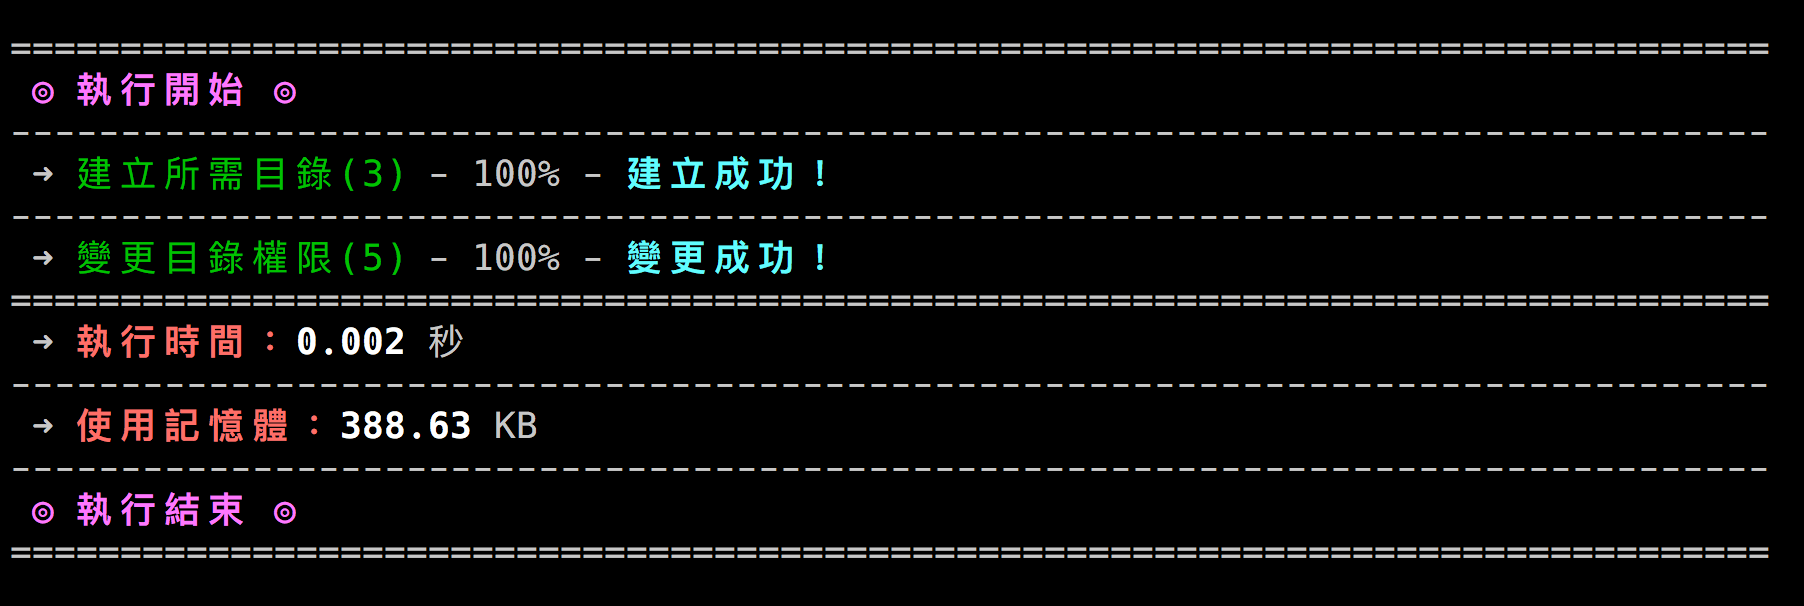 ================================================================================
◎ 執行開始 ◎
--------------------------------------------------------------------------------
➜ 建立所需目錄(3) - 100% - 建立成功！
--------------------------------------------------------------------------------
➜ 變更目錄權限(5) - 100% - 變更成功！
================================================================================
➜ 執行時間：0.002 秒
--------------------------------------------------------------------------------
➜ 使用記憶體：388.63 KB
--------------------------------------------------------------------------------
◎ 執行結束 ◎
================================================================================